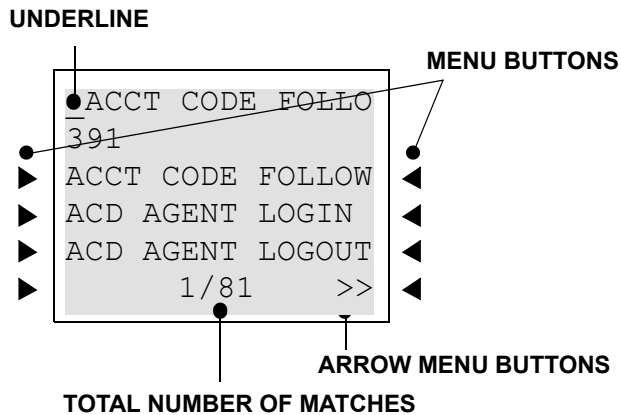 UNDERLINE
MENU BUTTONS
_ACCT CODE FOLLO
391
ACCT CODE FOLLOW
ACD AGENT LOGIN
ACD AGENT LOGOUT
1/81 >>
ARROW MENU BUTTONS
TOTAL NUMBER OF MATCHES